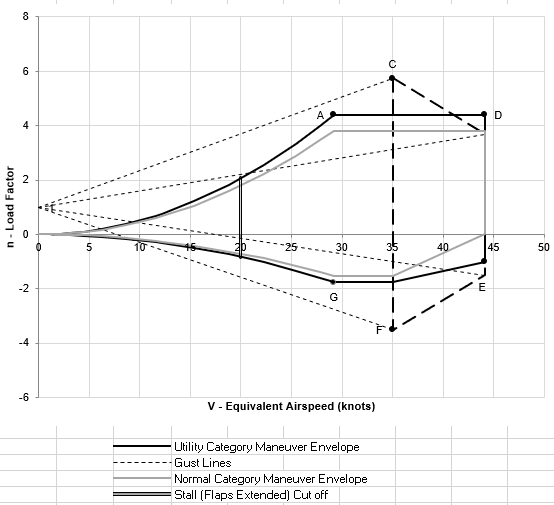 8
6
4
2
0
-2
-4
-6
0 5 10 15 20 25 30 35 40 45 50
n - Load Factor
C
A
D
G
E
F
V - Equivalent Airspeed (knots)
Utility Category Maneuver Envelope
Gust Lines
Normal Category Maneuver Envelope
Stall (Flaps Extended) Cut off